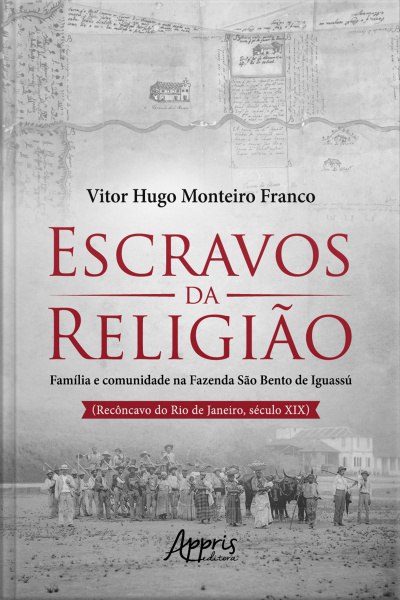 Vitor Hugo Monteiro Franco
ESCRAVOS
DA
RELIGIÃO
Família e comunidade na Fazenda São Bento de Iguassú
(Recôncavo do Rio de Janeiro, século XIX)
Appris
editora